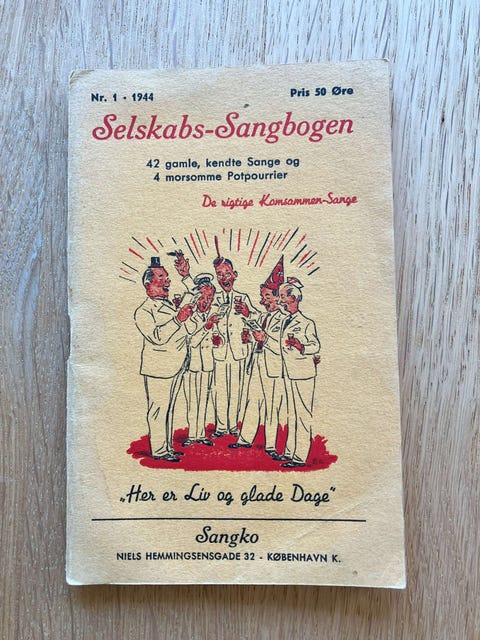 Nr. 1 - 1944 Pris 50 Øre
Selskabs-Sangbogen
42 gamle, kendte Sange og
4 morsomme Potpourrier
De rigtige Komsammen-Sange
„Her er Liv og glade Dage“
Sangko
NIELS HEMMINGSENSGADE 32 - KØBENHAVN K.